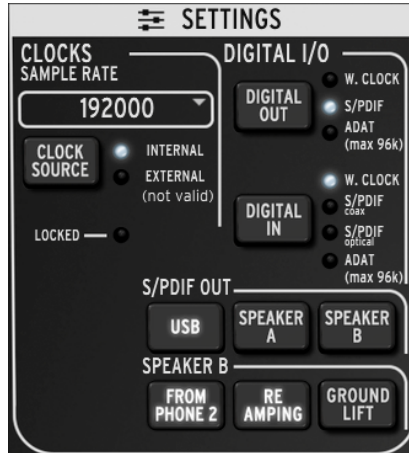 SETTINGS
CLOCKS
SAMPLE RATE
192000
CLOCK
SOURCE
INTERNAL
EXTERNAL
(not valid)
LOCKED
DIGITAL I/O
DIGITAL
OUT
W. CLOCK
S/PDIF
ADAT
(max 96k)
DIGITAL
IN
W. CLOCK
S/PDIF
coax
S/PDIF
optical
ADAT
(max 96k)
S/PDIF OUT
USB
SPEAKER
A
SPEAKER
B
SPEAKER B
FROM
PHONE 2
RE
AMPING
GROUND
LIFT